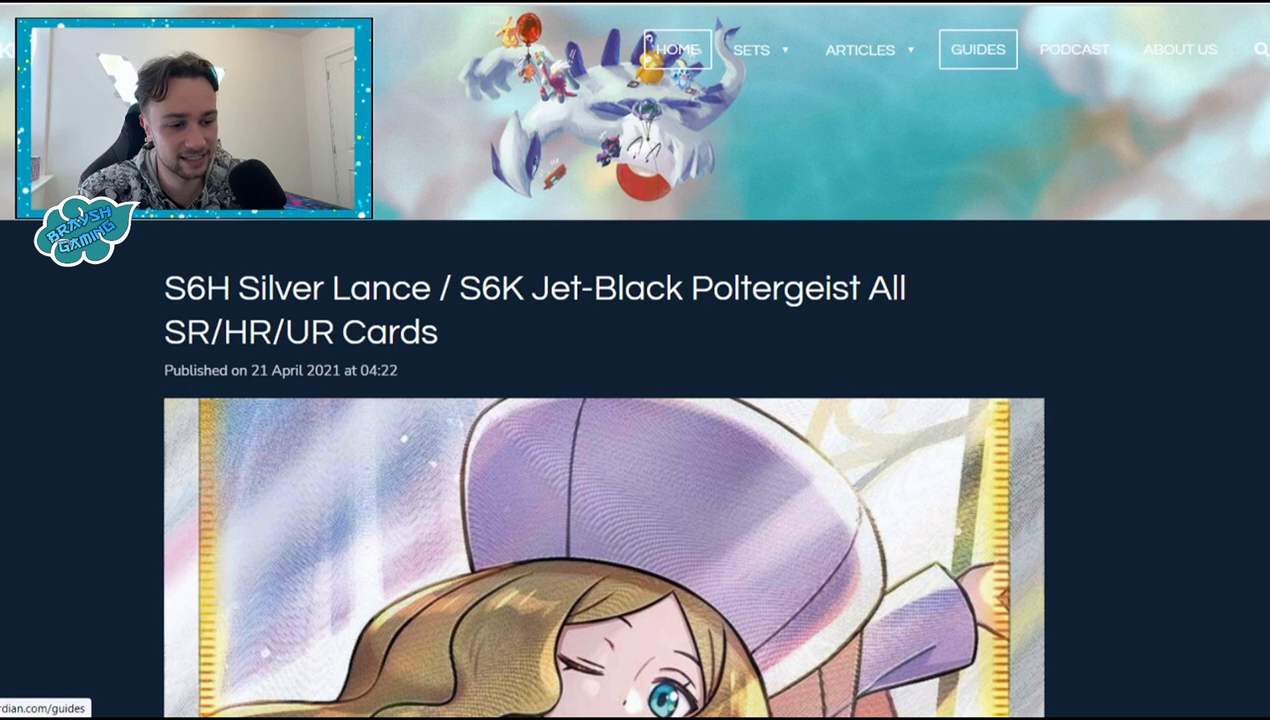 HOME SETS ARTICLES GUIDES PODCAST ABOUT US
BRAYSH
GAMING
S6H Silver Lance / S6K Jet-Black Poltergeist All
SR/HR/UR Cards
Published on 21 April 2021 at 04:22
rdian.com/guides